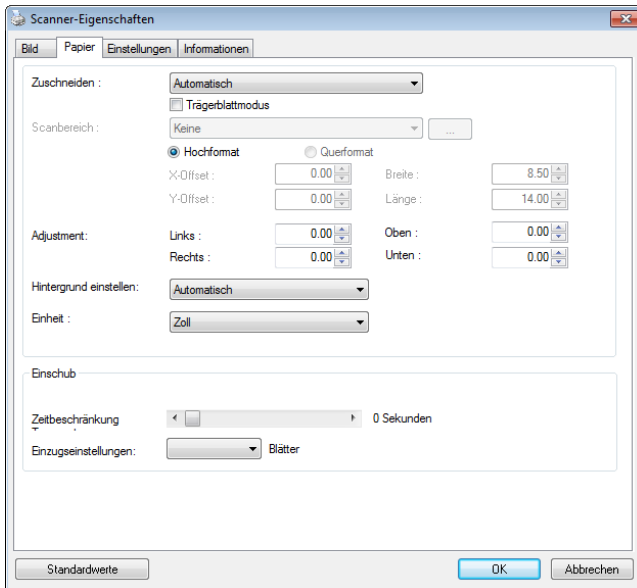 Scanner-Eigenschaften
Bild Papier Einstellungen Informationen
Zuschneiden : Automatisch
Trägerblattmodus
Scanbereich : Keine ...
Hochformat Querformat
X-Offset : 0.00 Breite : 8.50
Y-Offset : 0.00 Länge : 14.00
Adjustment: Links : 0.00 Oben : 0.00
Rechts : 0.00 Unten : 0.00
Hintergrund einstellen: Automatisch
Einheit : Zoll
Einschub
Zeitbeschränkung 0 Sekunden
Einzugseinstellungen: Blätter
Standardwerte OK Abbrechen